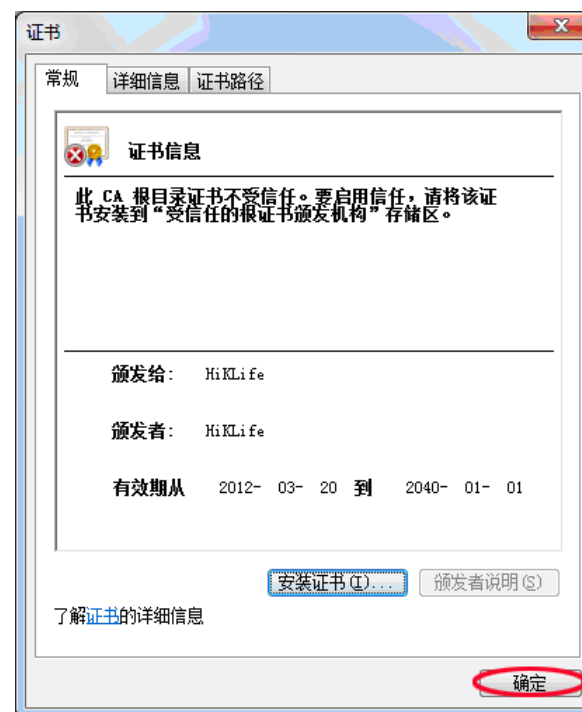 证书
常规 详细信息 证书路径
证书信息
此 CA 根目录证书不受信任。要启用信任，请将该证
书安装到“受信任的根证书颁发机构”存储区。
颁发给： HiKLife
颁发者： HiKLife
有效期从 2012- 03- 20 到 2040- 01- 01
安装证书(I)... 颁发者说明(S)
了解证书的详细信息
确定